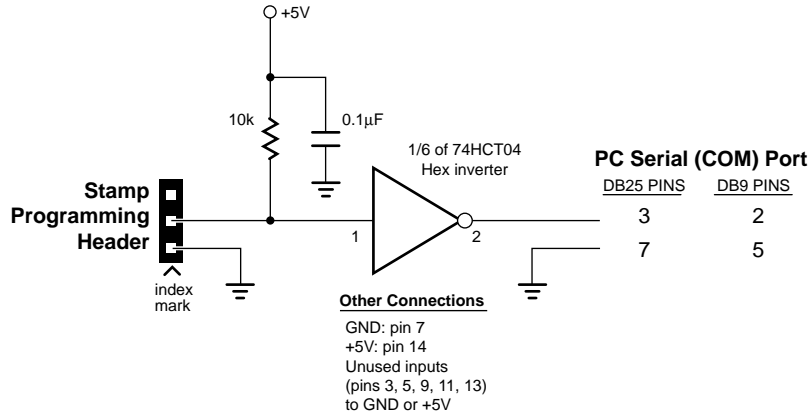 +5V
10k
0.1μF
1/6 of 74HCT04
Hex inverter
PC Serial (COM) Port
DB25 PINS DB9 PINS
Stamp
Programming
Header
1
2
3 2
7 5
index
mark
Other Connections
GND: pin 7
+5V: pin 14
Unused inputs
(pins 3, 5, 9, 11, 13)
to GND or +5V